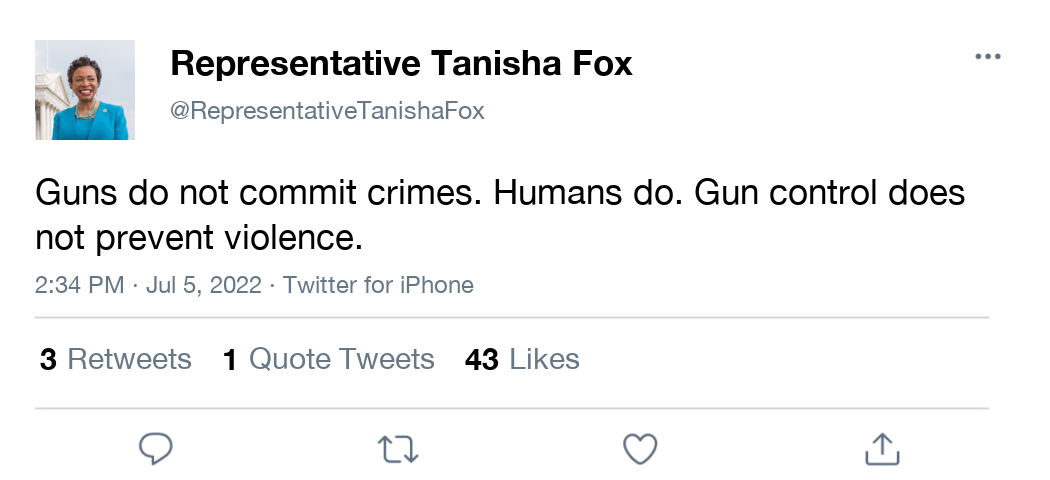 Representative Tanisha Fox
@RepresentativeTanishaFox
Guns do not commit crimes. Humans do. Gun control does
not prevent violence.
2:34 PM · Jul 5, 2022 · Twitter for iPhone
3 Retweets 1 Quote Tweets 43 Likes